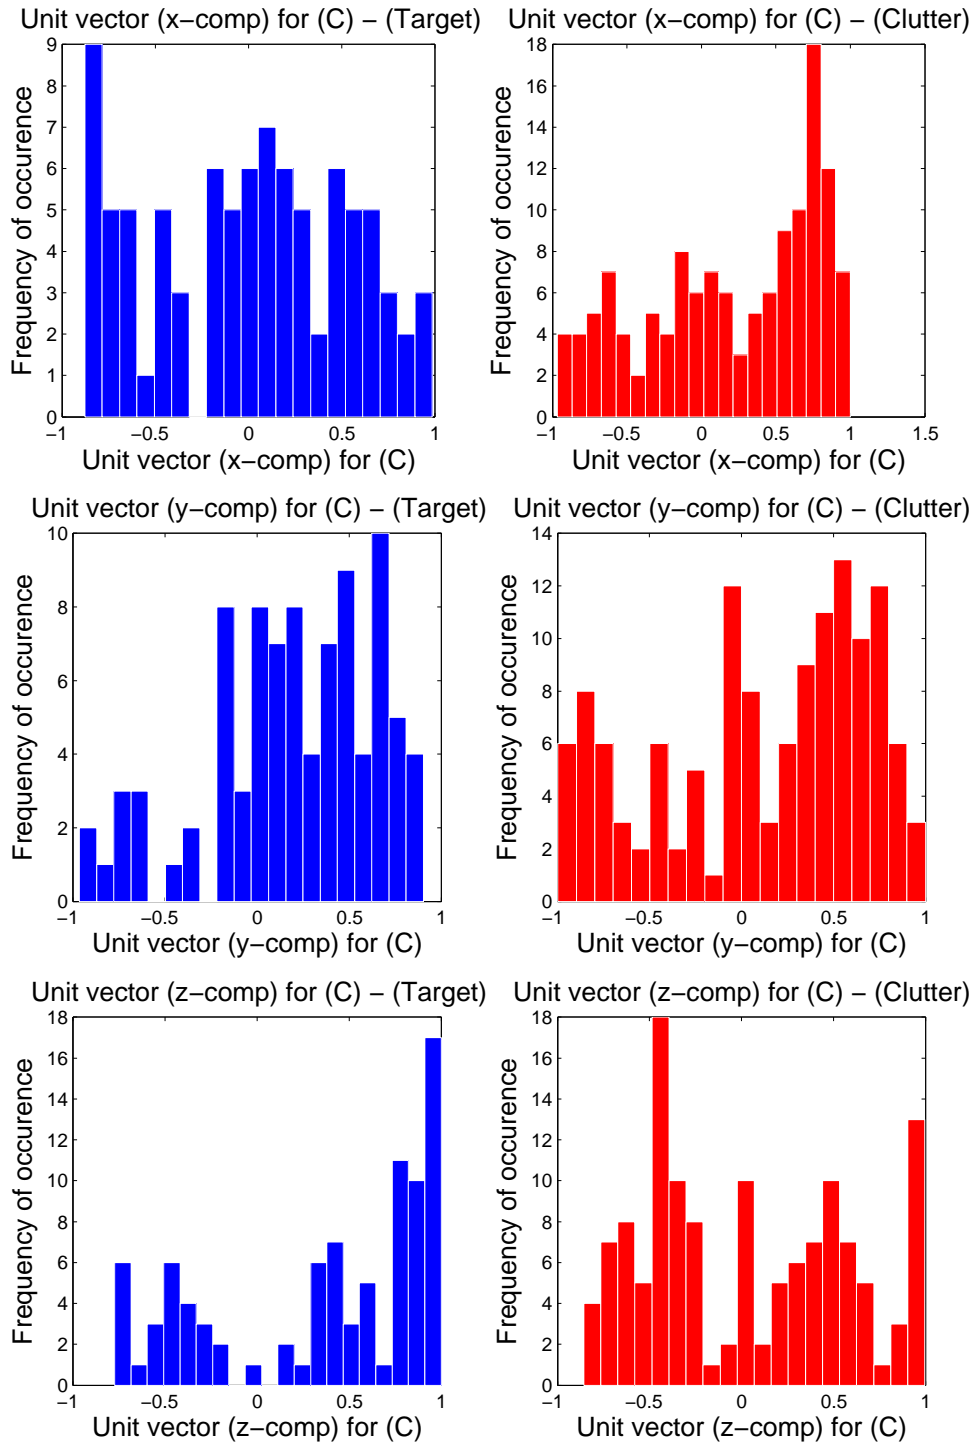 Unit vector (x−comp) for (C) − (Target)
9
8
7
6
5
4
3
2
1
0
Frequency of occurence
−1 −0.5 0 0.5 1
Unit vector (x−comp) for (C)
Unit vector (x−comp) for (C) − (Clutter)
18
16
14
12
10
8
6
4
2
0
Frequency of occurence
−1 −0.5 0 0.5 1 1.5
Unit vector (x−comp) for (C)
Unit vector (y−comp) for (C) − (Target)
10
8
6
4
2
0
Frequency of occurence
−1 −0.5 0 0.5 1
Unit vector (y−comp) for (C)
Unit vector (y−comp) for (C) − (Clutter)
14
12
10
8
6
4
2
0
Frequency of occurence
−1 −0.5 0 0.5 1
Unit vector (y−comp) for (C)
Unit vector (z−comp) for (C) − (Target)
18
16
14
12
10
8
6
4
2
0
Frequency of occurence
−1 −0.5 0 0.5 1
Unit vector (z−comp) for (C)
Unit vector (z−comp) for (C) − (Clutter)
18
16
14
12
10
8
6
4
2
0
Frequency of occurence
−1 −0.5 0 0.5 1
Unit vector (z−comp) for (C)